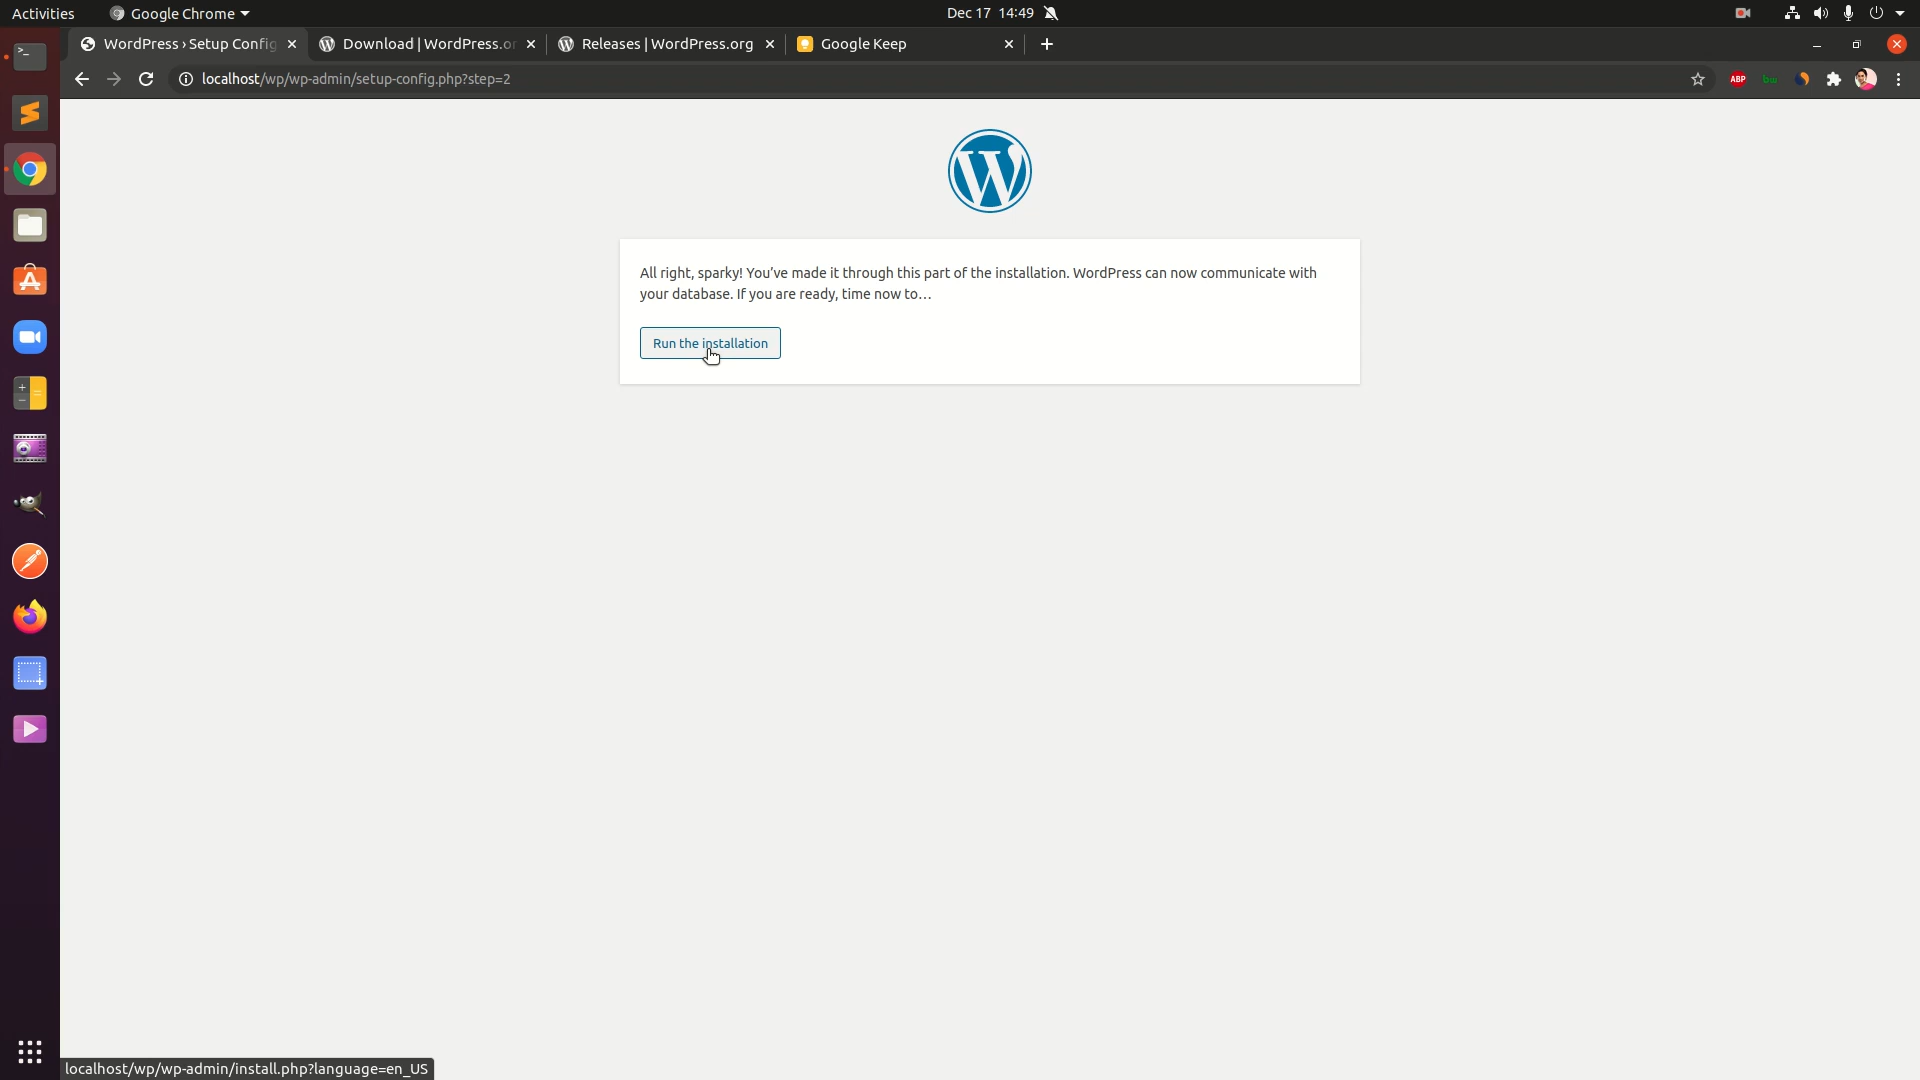 Activities
Google Chrome
Dec 17 14:49
WordPress › Setup Config
Download | WordPress.or
Releases | WordPress.org
Google Keep
localhost/wp/wp-admin/setup-config.php?step=2
ABP
All right, sparky! You’ve made it through this part of the installation. WordPress can now communicate with
your database. If you are ready, time now to…
Run the installation
localhost/wp/wp-admin/install.php?language=en_US